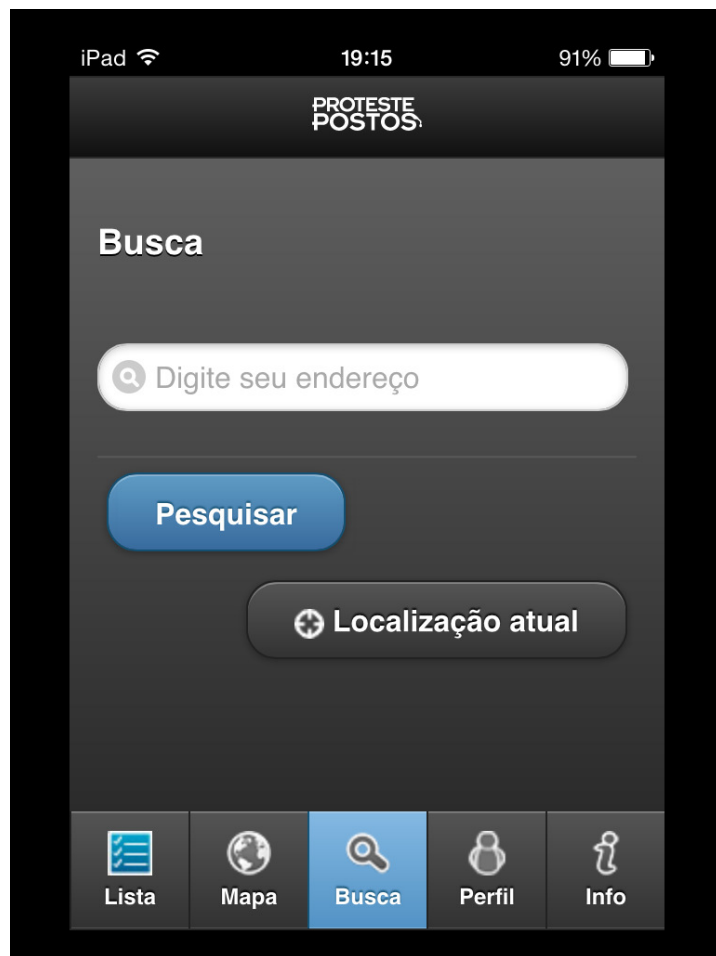 iPad 19:15 91%
PROTESTE
POSTOS
Busca
Digite seu endereço
Pesquisar
Localização atual
Lista Mapa Busca Perfil Info